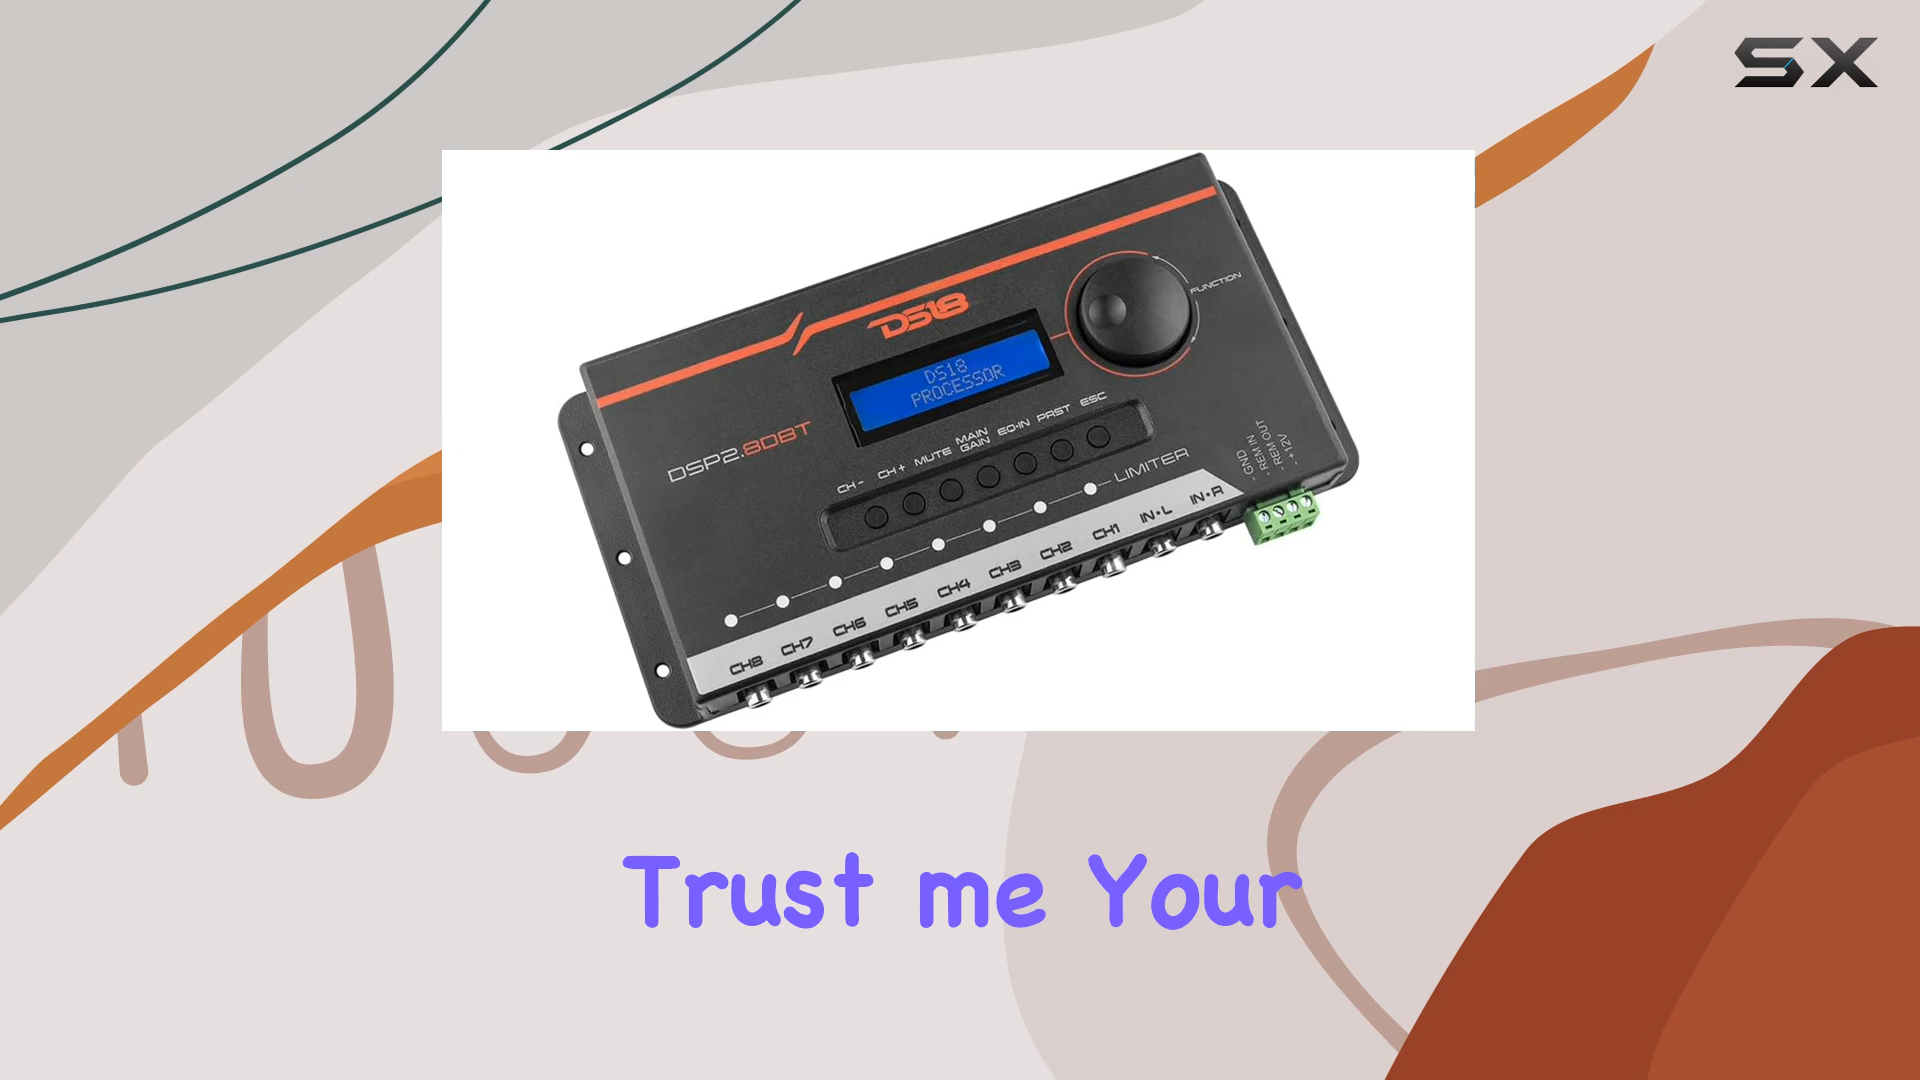 SX
DS18
FUNCTION
DS18
PROCESSOR
DSP2.8DBT
CH - CH + MUTE MAIN GAIN EQ•IN PRST ESC
LIMITER
- GND
- REM IN
- REM OUT
- +12V
CH8 CH7 CH6 CH5 CH4 CH3 CH2 CH1 IN•L IN•R
Trust me Your